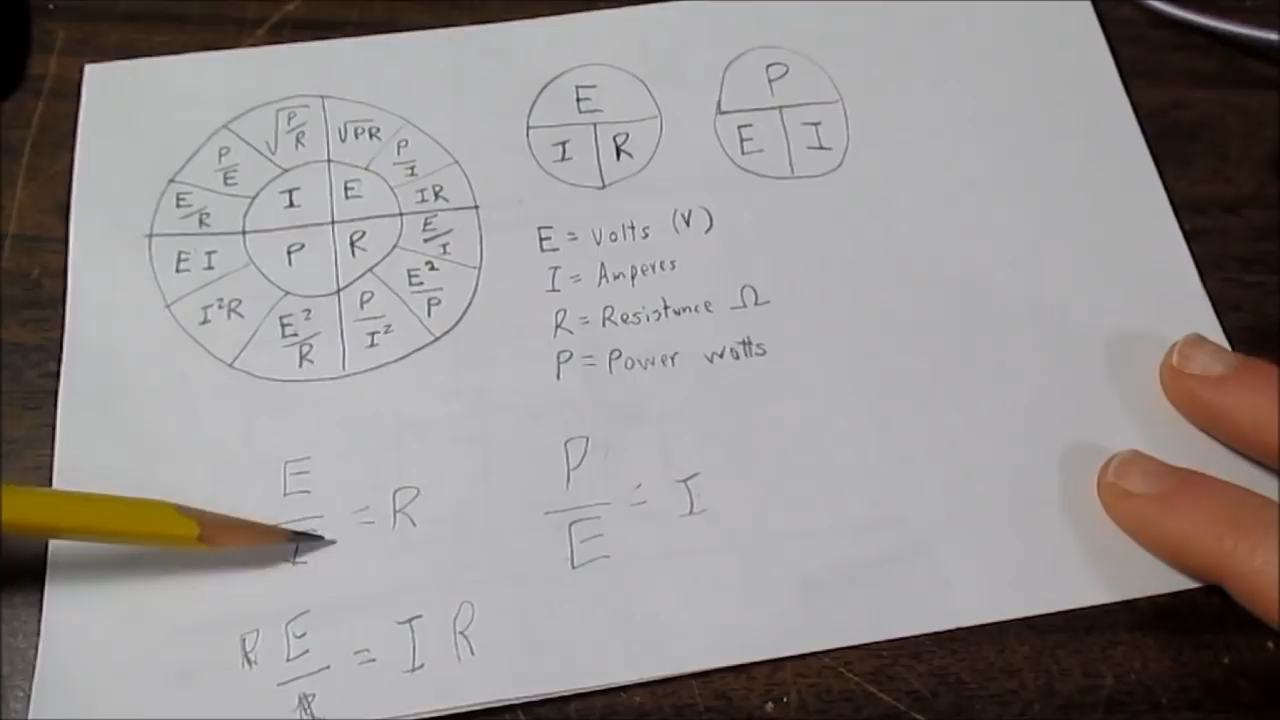 √P/R √PR
P/E P/I
E/R I E IR
EI P R E/I
I²R E²/R P/I² E²/P
E
I R
P
E I
E = Volts (V)
I = Amperes
R = Resistance Ω
P = Power watts
E/ = R
P/E = I
R E/R = I R